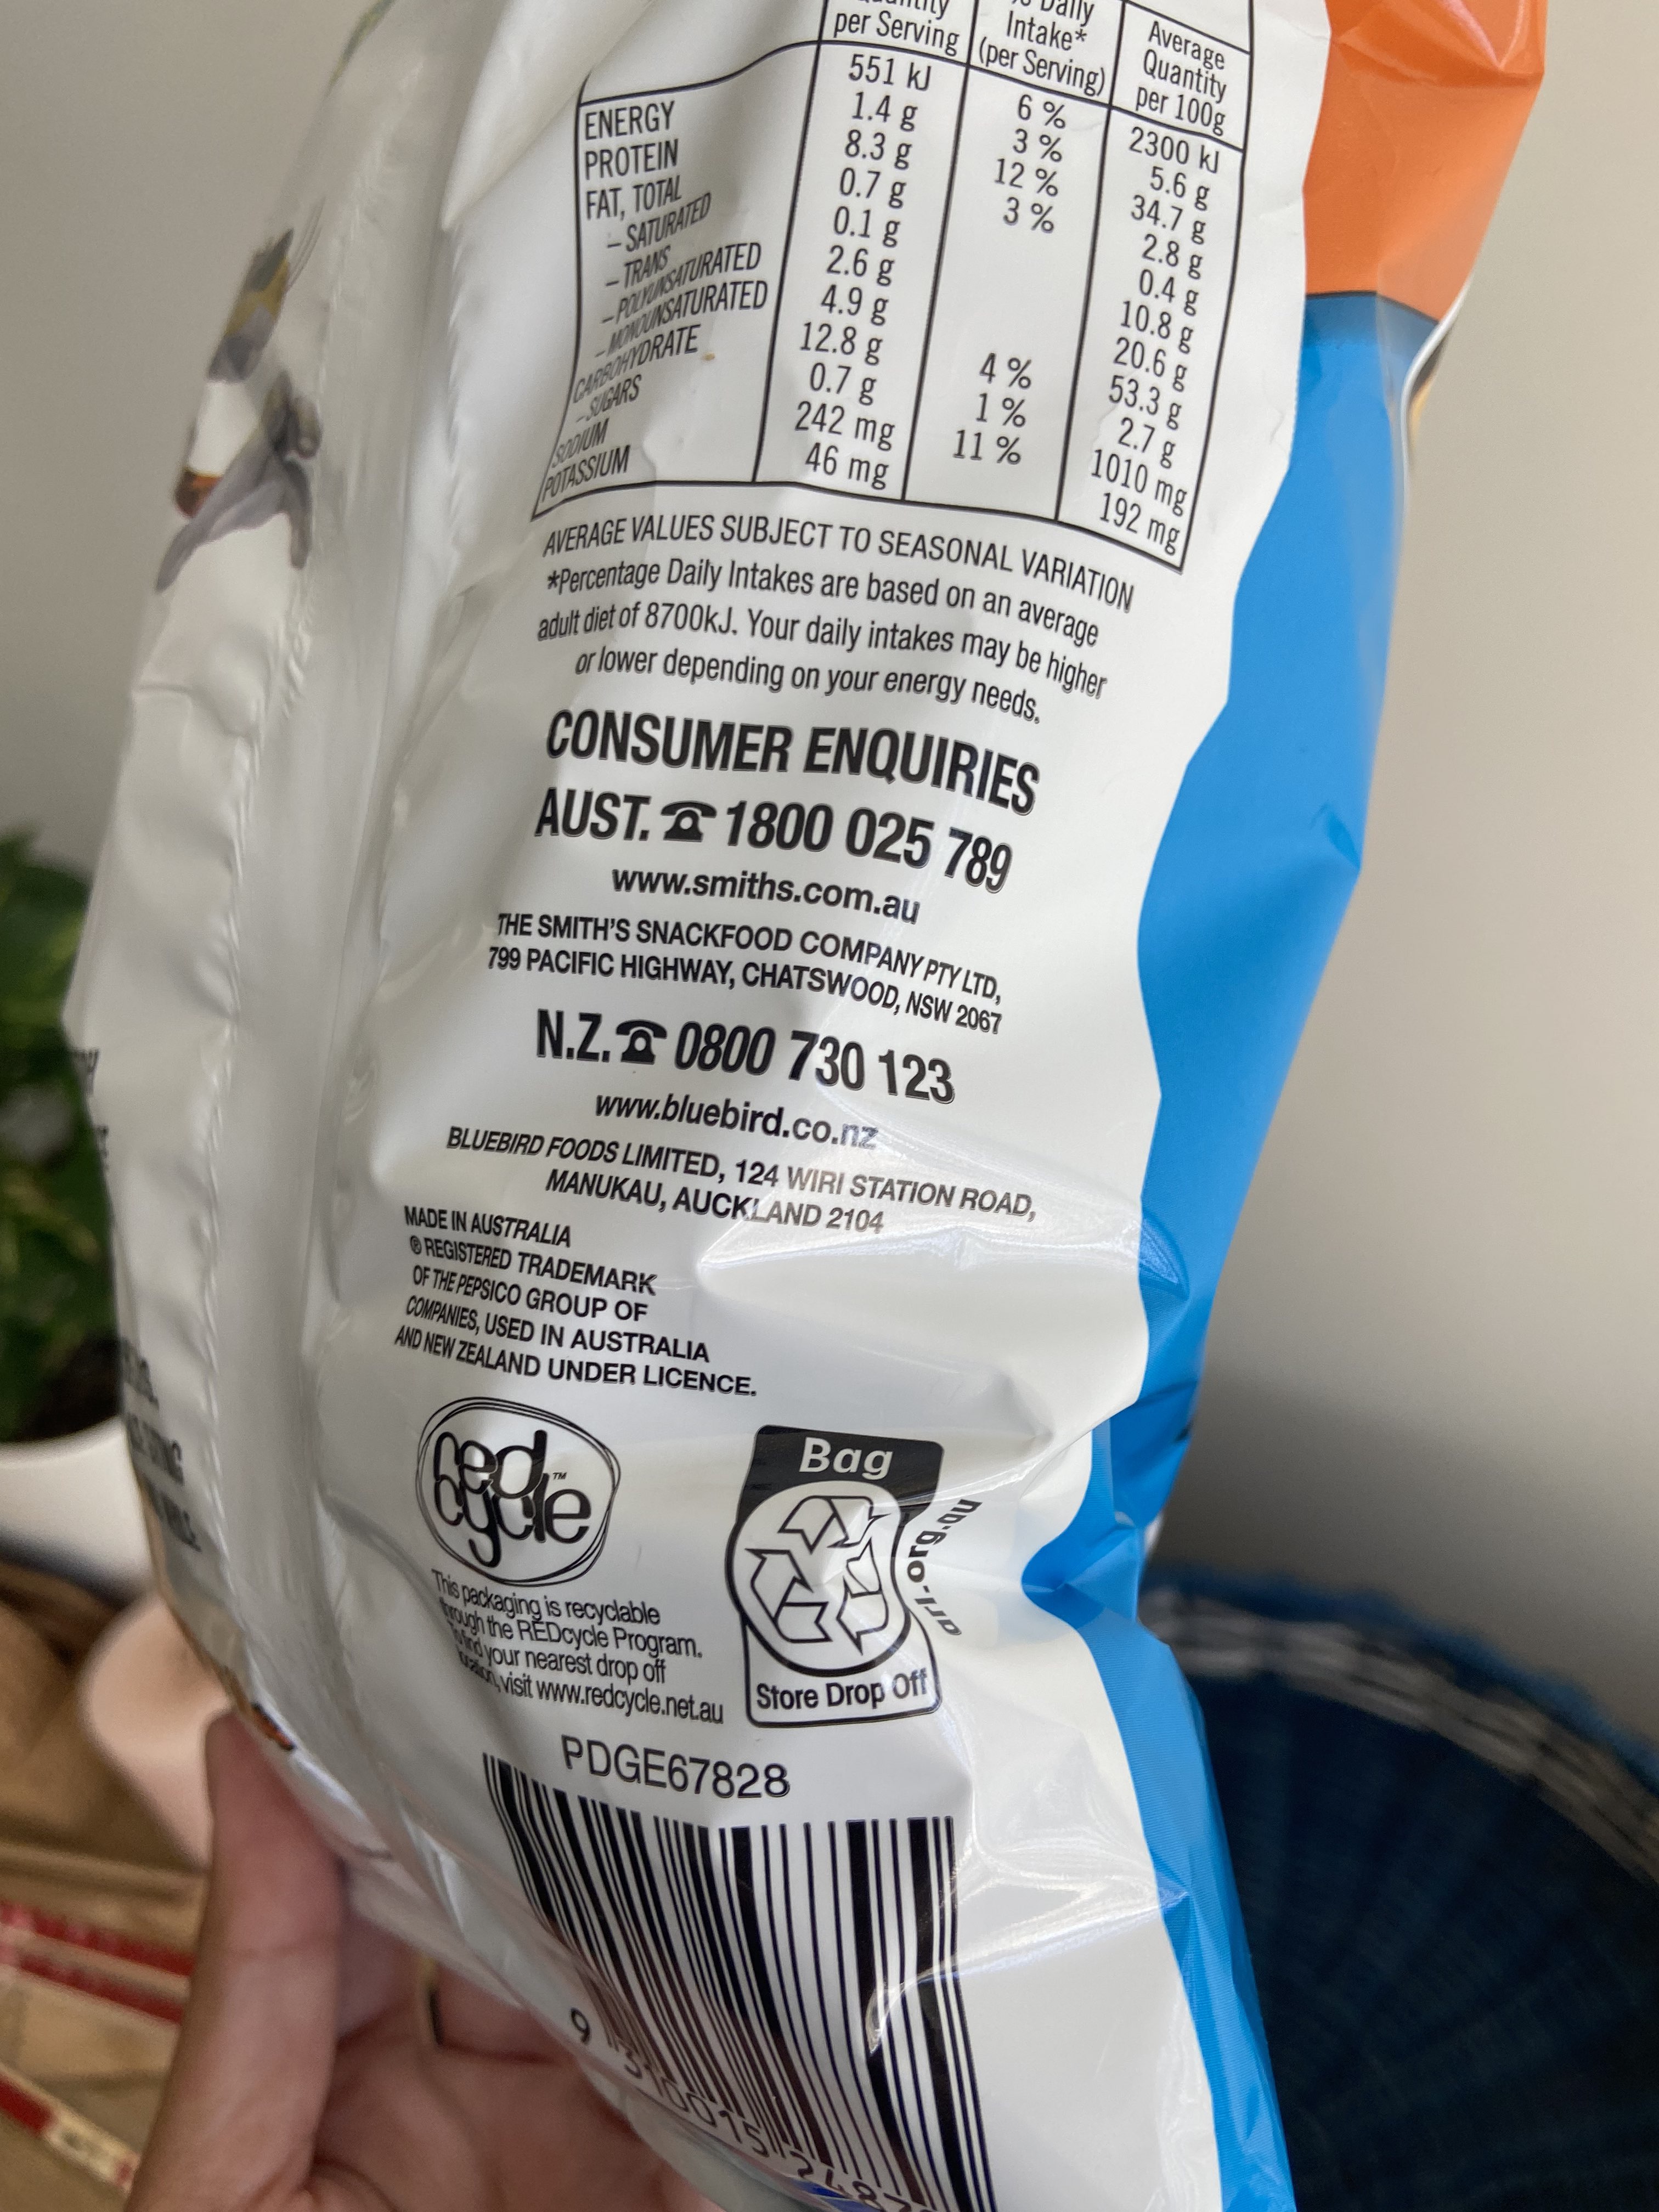 per Serving
Intake*
(per Serving)
Average
Quantity
per 100g
ENERGY 551 kJ 6 % 2300 kJ
PROTEIN 1.4 g 3 % 5.6 g
FAT, TOTAL 8.3 g 12 % 34.7 g
– SATURATED 0.7 g 3 % 2.8 g
– TRANS 0.1 g 0.4 g
– POLYUNSATURATED 2.6 g 10.8 g
– MONOUNSATURATED 4.9 g 20.6 g
CARBOHYDRATE 12.8 g 4 % 53.3 g
– SUGARS 0.7 g 1 % 2.7 g
SODIUM 242 mg 11 % 1010 mg
POTASSIUM 46 mg 192 mg
AVERAGE VALUES SUBJECT TO SEASONAL VARIATION
*Percentage Daily Intakes are based on an average
adult diet of 8700kJ. Your daily intakes may be higher
or lower depending on your energy needs.
CONSUMER ENQUIRIES
AUST. ☎ 1800 025 789
www.smiths.com.au
THE SMITH'S SNACKFOOD COMPANY PTY LTD,
799 PACIFIC HIGHWAY, CHATSWOOD, NSW 2067
N.Z. ☎ 0800 730 123
www.bluebird.co.nz
BLUEBIRD FOODS LIMITED, 124 WIRI STATION ROAD,
MANUKAU, AUCKLAND 2104
MADE IN AUSTRALIA
® REGISTERED TRADEMARK
OF THE PEPSICO GROUP OF
COMPANIES, USED IN AUSTRALIA
AND NEW ZEALAND UNDER LICENCE.
red
cycle™
This packaging is recyclable
through the REDcycle Program.
To find your nearest drop off
location, visit www.redcycle.net.au
Bag
arl.org.au
Store Drop Off
PDGE67828